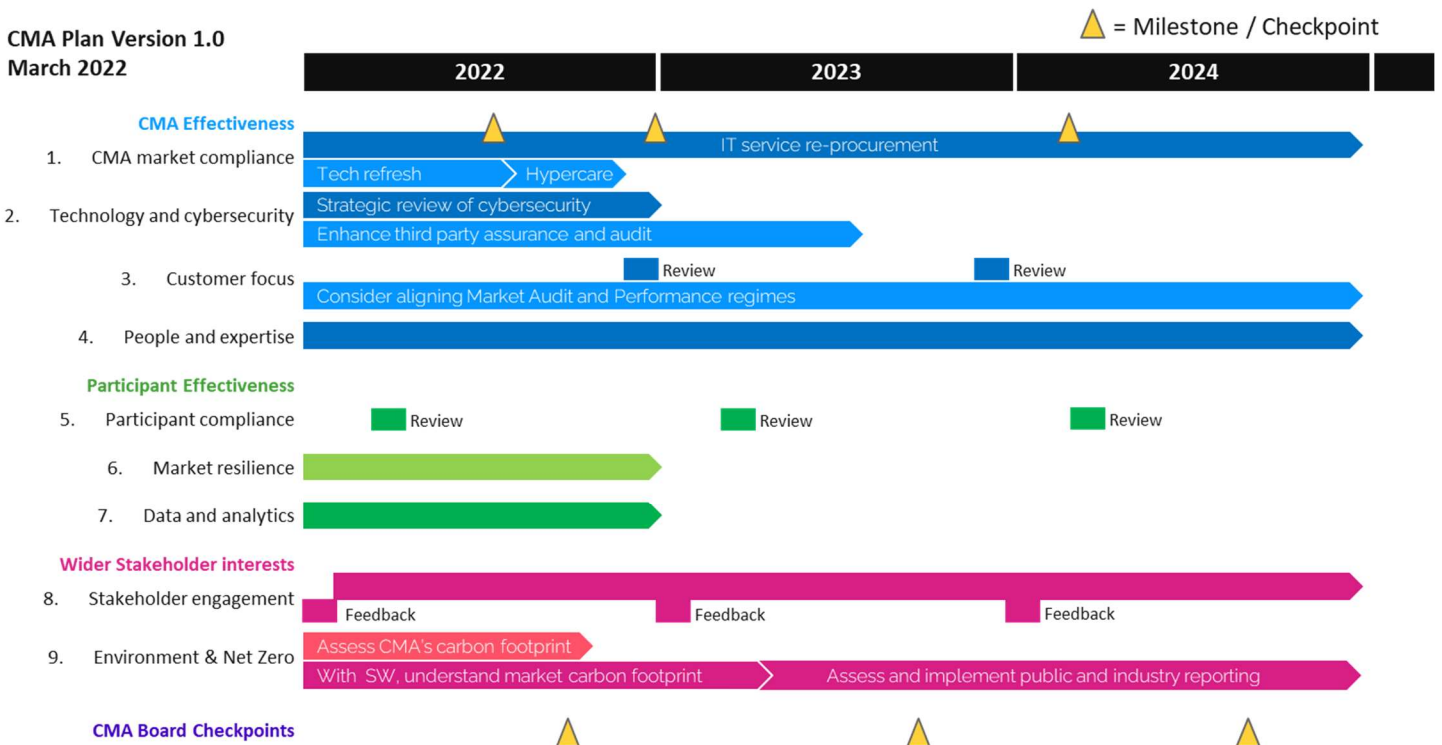 = Milestone / Checkpoint
CMA Plan Version 1.0
March 2022
2022 2023 2024
CMA Effectiveness
1. CMA market compliance
IT service re-procurement
Tech refresh Hypercare
2. Technology and cybersecurity
Strategic review of cybersecurity
Enhance third party assurance and audit
3. Customer focus
Review Review
Consider aligning Market Audit and Performance regimes
4. People and expertise
Participant Effectiveness
5. Participant compliance Review Review Review
6. Market resilience
7. Data and analytics
Wider Stakeholder interests
8. Stakeholder engagement
Feedback Feedback Feedback
9. Environment & Net Zero
Assess CMA's carbon footprint
With SW, understand market carbon footprint Assess and implement public and industry reporting
CMA Board Checkpoints